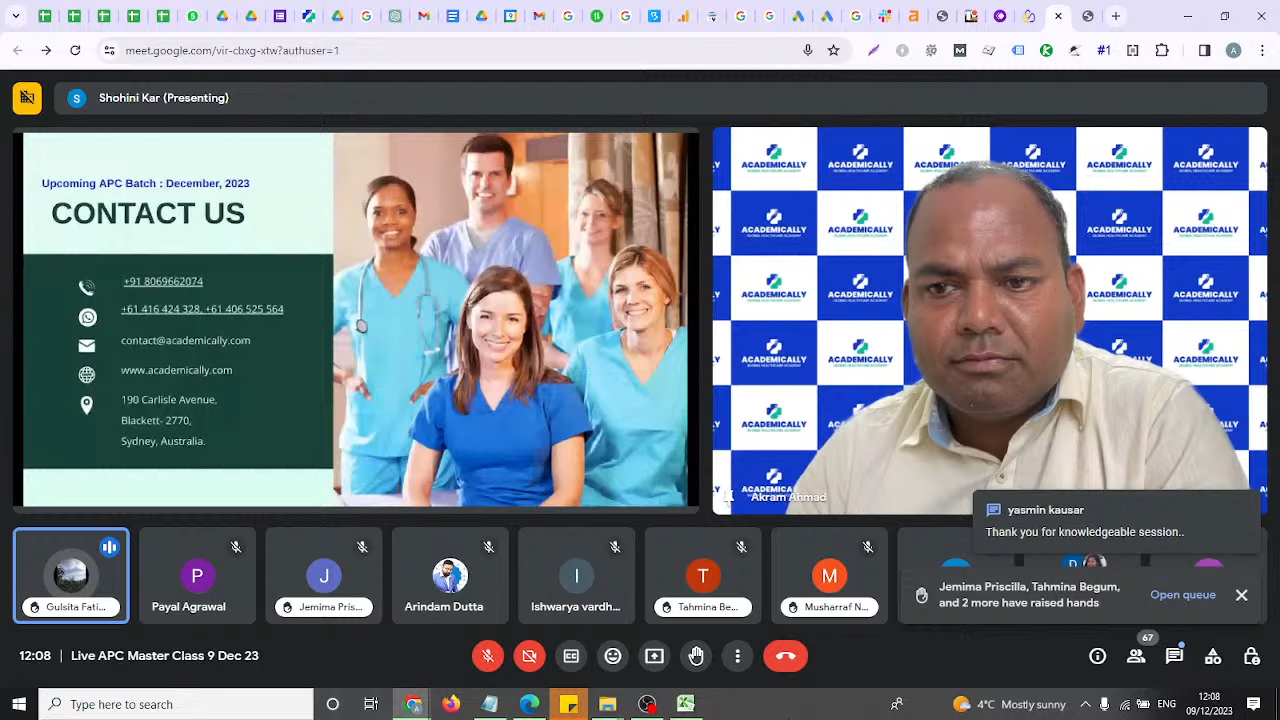 meet.google.com/vir-cbxg-xtw?authuser=1
#1
A
S
Shohini Kar (Presenting)
Upcoming APC Batch : December, 2023
CONTACT US
+91 8069662074
+61 416 424 328, +61 406 525 564
contact@academically.com
www.academically.com
190 Carlisle Avenue,
Blackett- 2770,
Sydney, Australia.
ACADEMICALLY
GLOBAL HEALTHCARE ACADEMY
Akram Ahmad
yasmin kausar
Thank you for knowledgeable session..
Gulsita Fati...
P
Payal Agrawal
J
Jemima Pris...
Arindam Dutta
I
Ishwarya vardh...
T
Tahmina Be...
M
Musharraf N...
Jemima Priscilla, Tahmina Begum,
and 2 more have raised hands
Open queue
67
12:08 | Live APC Master Class 9 Dec 23
Type here to search
4°C Mostly sunny
ENG
12:08
09/12/2023